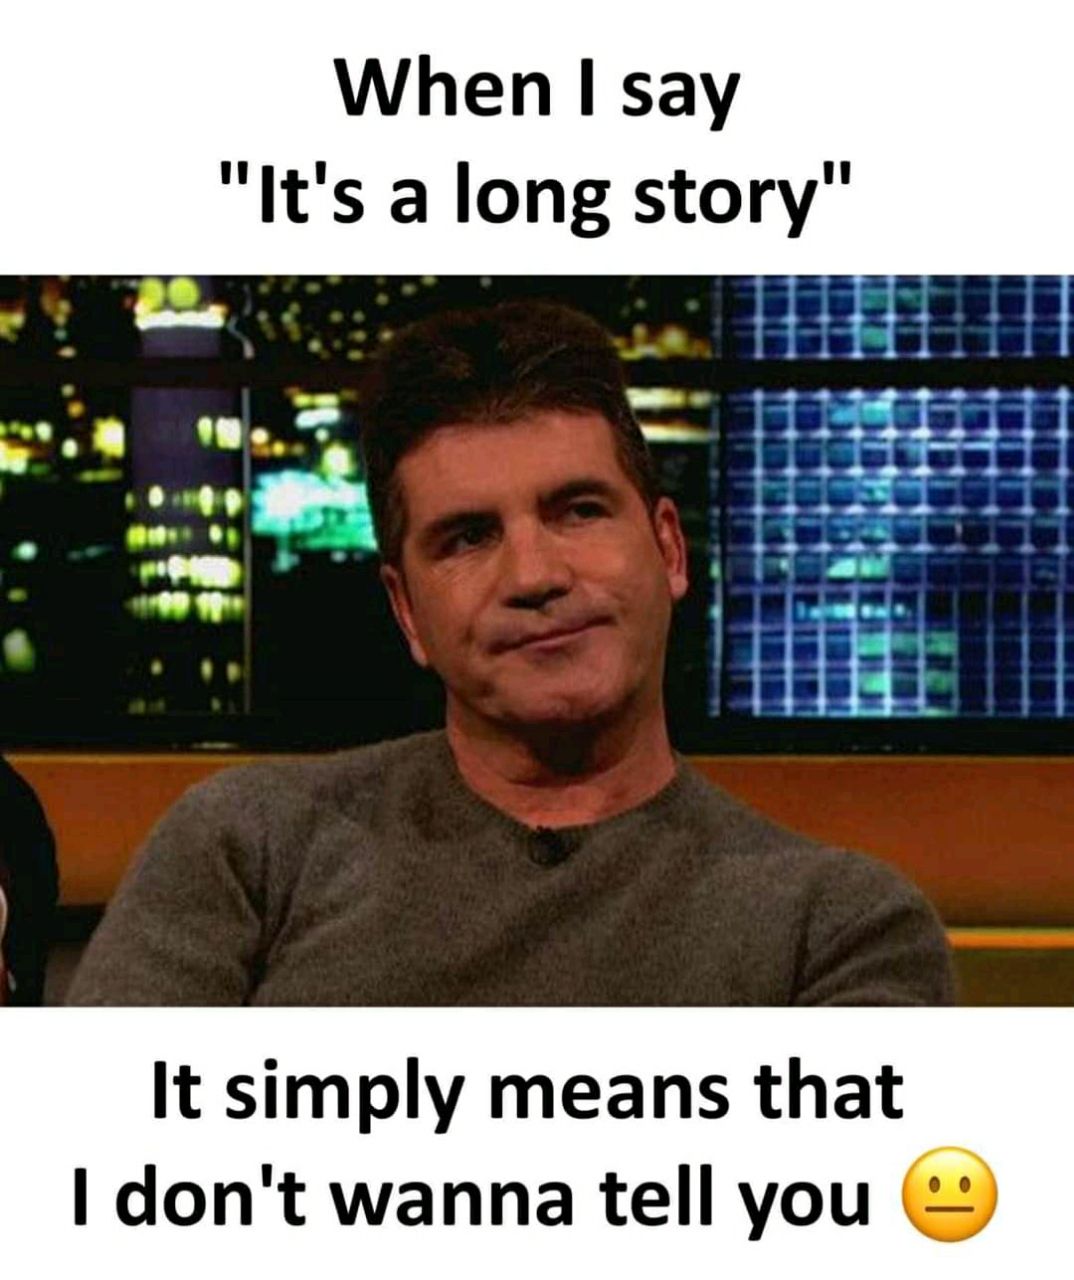 When I say
"It's a long story"
It simply means that
I don't wanna tell you 😐